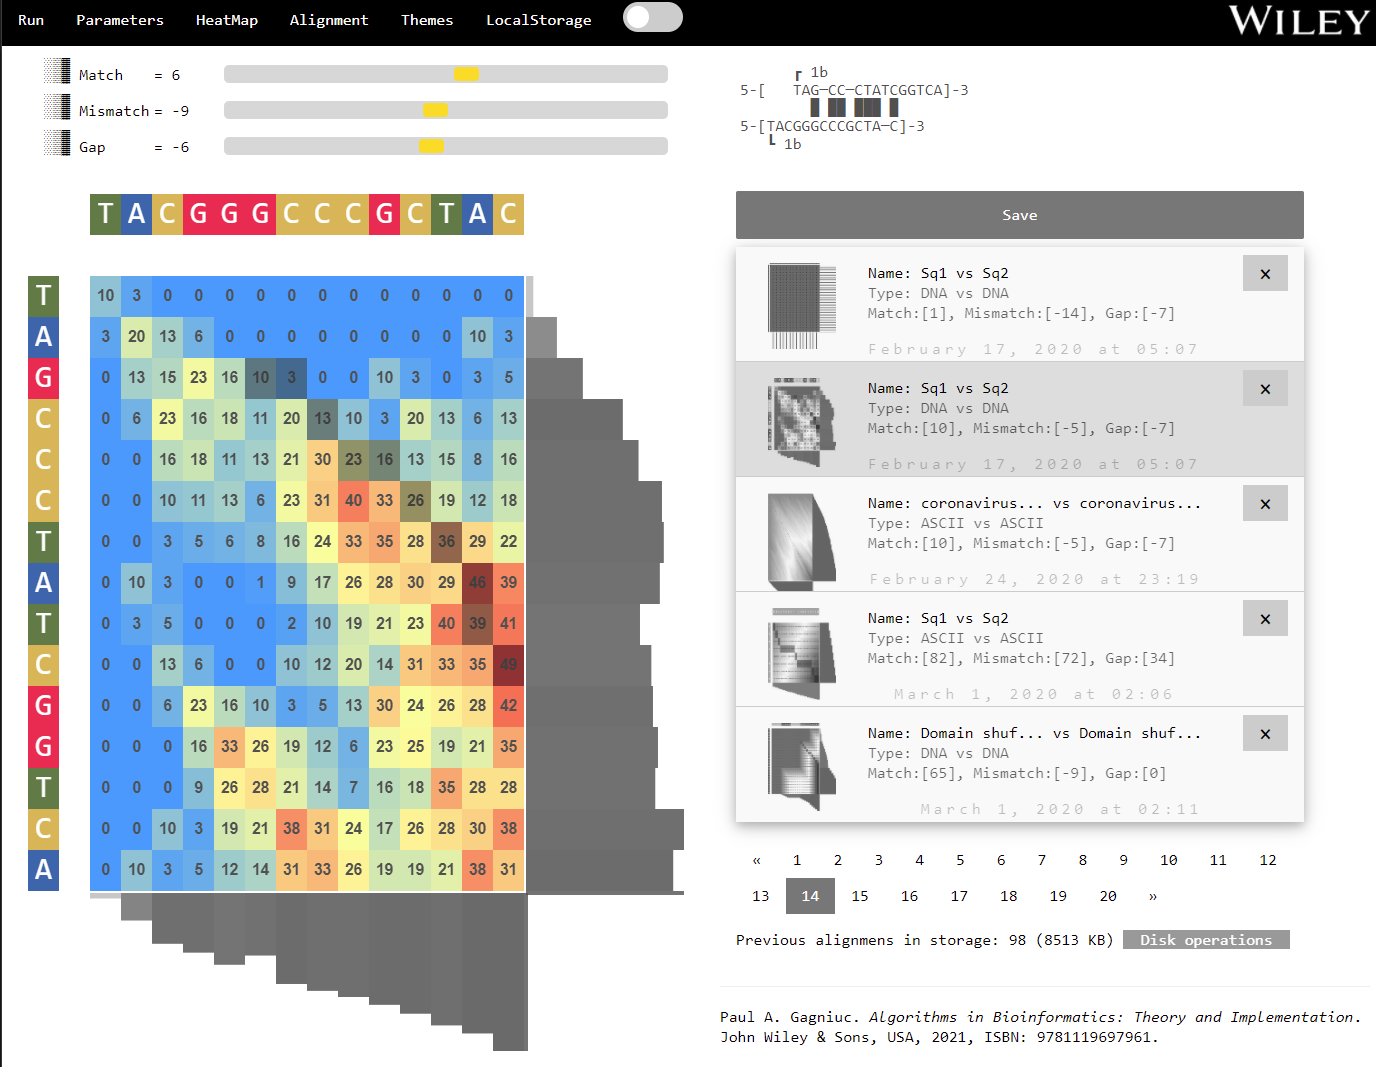 Run Parameters HeatMap Alignment Themes LocalStorage WILEY
Match = 6
Mismatch = -9
Gap = -6
┏ 1b
5-[ TAG─CC─CTATCGGTCA]-3
█ ██ ███ █
5-[TACGGGCCCGCTA─C]-3
┗ 1b
T A C G G G C C C G C T A C
T 10 3 0 0 0 0 0 0 0 0 0 0 0 0
A 3 20 13 6 0 0 0 0 0 0 0 0 10 3
G 0 13 15 23 16 10 3 0 0 10 3 0 3 5
C 0 6 23 16 18 11 20 13 10 3 20 13 6 13
C 0 0 16 18 11 13 21 30 23 16 13 15 8 16
C 0 0 10 11 13 6 23 31 40 33 26 19 12 18
T 0 0 3 5 6 8 16 24 33 35 28 36 29 22
A 0 10 3 0 0 1 9 17 26 28 30 29 46 39
T 0 3 5 0 0 0 2 10 19 21 23 40 39 41
C 0 0 13 6 0 0 10 12 20 14 31 33 35 49
G 0 0 6 23 16 10 3 5 13 30 24 26 28 42
G 0 0 0 16 33 26 19 12 6 23 25 19 21 35
T 0 0 0 9 26 28 21 14 7 16 18 35 28 28
C 0 0 10 3 19 21 38 31 24 17 26 28 30 38
A 0 10 3 5 12 14 31 33 26 19 19 21 38 31
Save
Name: Sq1 vs Sq2 ×
Type: DNA vs DNA
Match:[1], Mismatch:[-14], Gap:[-7]
February 17, 2020 at 05:07
Name: Sq1 vs Sq2 ×
Type: DNA vs DNA
Match:[10], Mismatch:[-5], Gap:[-7]
February 17, 2020 at 05:07
Name: coronavirus... vs coronavirus... ×
Type: ASCII vs ASCII
Match:[10], Mismatch:[-5], Gap:[-7]
February 24, 2020 at 23:19
Name: Sq1 vs Sq2 ×
Type: ASCII vs ASCII
Match:[82], Mismatch:[72], Gap:[34]
March 1, 2020 at 02:06
Name: Domain shuf... vs Domain shuf... ×
Type: DNA vs DNA
Match:[65], Mismatch:[-9], Gap:[0]
March 1, 2020 at 02:11
« 1 2 3 4 5 6 7 8 9 10 11 12
13 14 15 16 17 18 19 20 »
Previous alignmens in storage: 98 (8513 KB) Disk operations
Paul A. Gagniuc. Algorithms in Bioinformatics: Theory and Implementation.
John Wiley & Sons, USA, 2021, ISBN: 9781119697961.